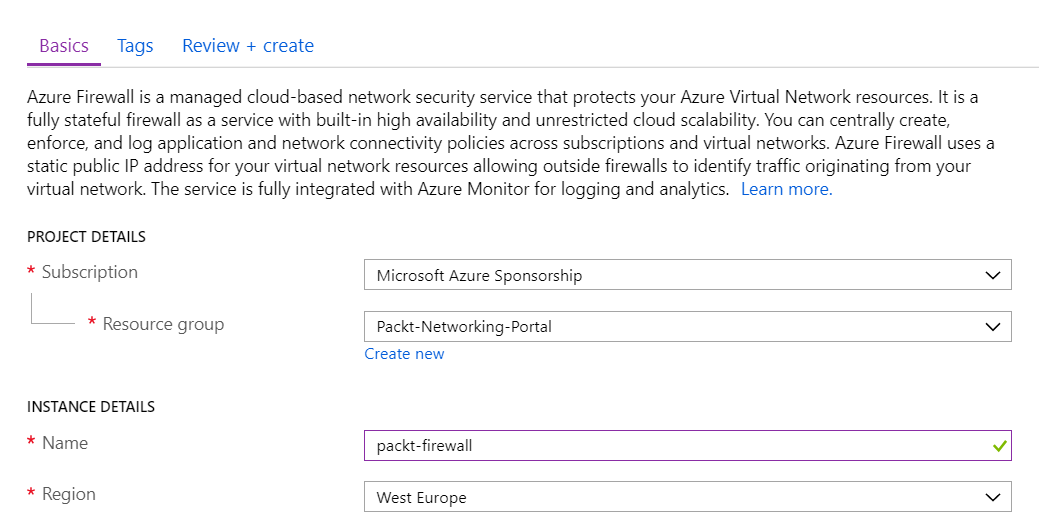 Basics Tags Review + create
Azure Firewall is a managed cloud-based network security service that protects your Azure Virtual Network resources. It is a
fully stateful firewall as a service with built-in high availability and unrestricted cloud scalability. You can centrally create,
enforce, and log application and network connectivity policies across subscriptions and virtual networks. Azure Firewall uses a
static public IP address for your virtual network resources allowing outside firewalls to identify traffic originating from your
virtual network. The service is fully integrated with Azure Monitor for logging and analytics. Learn more.
PROJECT DETAILS
* Subscription Microsoft Azure Sponsorship
* Resource group Packt-Networking-Portal
Create new
INSTANCE DETAILS
* Name packt-firewall
* Region West Europe